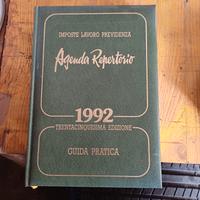 IMPOSTE LAVORO PREVIDENZA
Agenda Repertorio
1992
TRENTACINQUESIMA EDIZIONE
GUIDA PRATICA